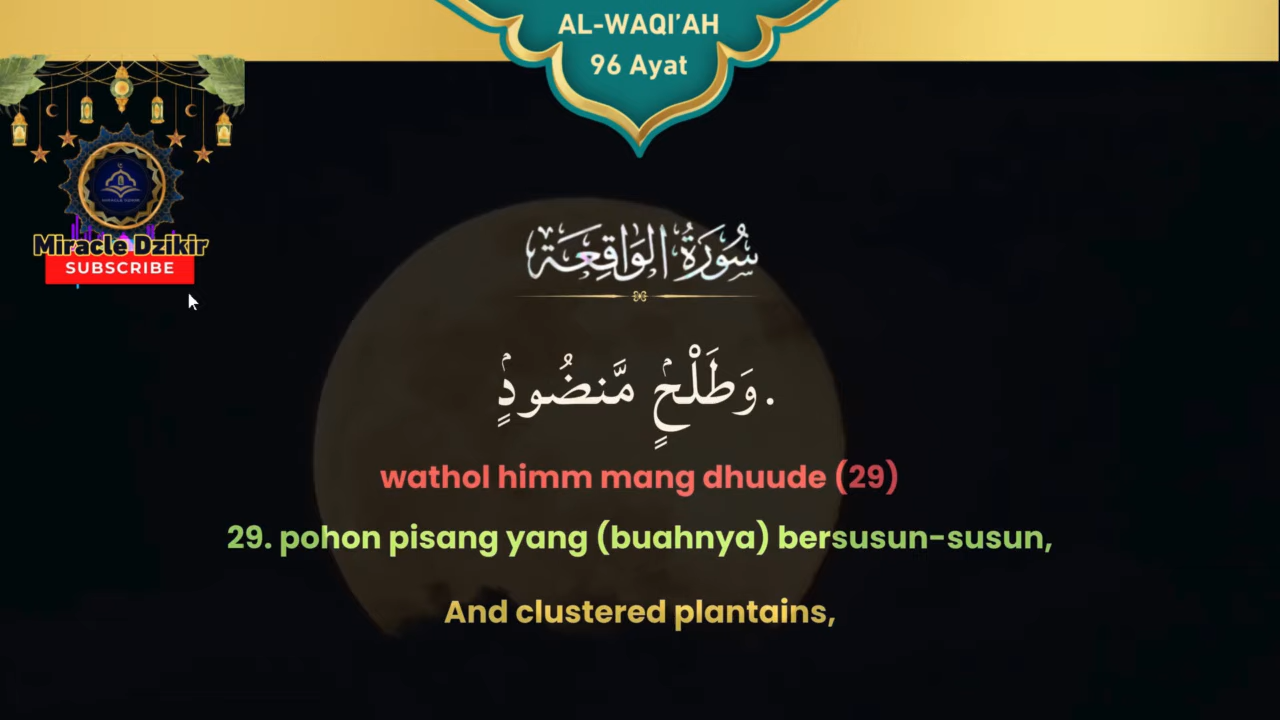 AL-WAQI'AH
96 Ayat
Miracle Dzikir
SUBSCRIBE
سُورَةُ الوَاقِعَة
.وَطَلْحٍۢ مَّنضُودٍۢ
wathol himm mang dhuude (29)
29. pohon pisang yang (buahnya) bersusun-susun,
And clustered plantains,